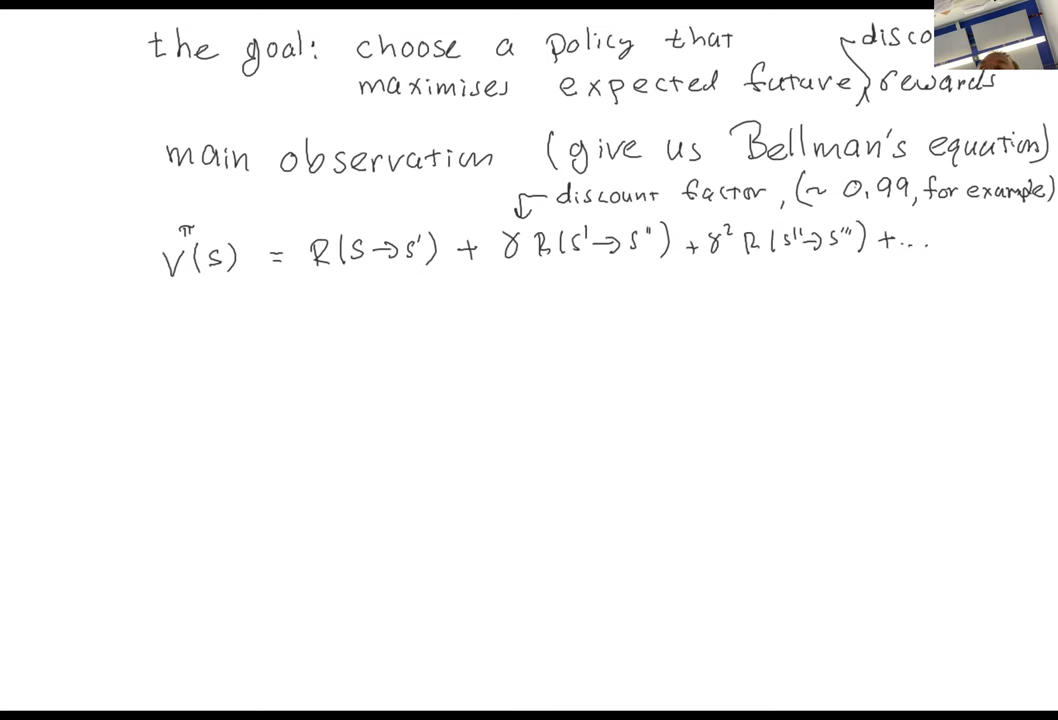 the goal: choose a policy that
maximises expected future rewards
main observation (give us Bellman's equation)
discount factor, (~ 0.99, for example)
V^π(s) = R(s→s') + γ R(s'→s'') + γ² R(s''→s''') + ...